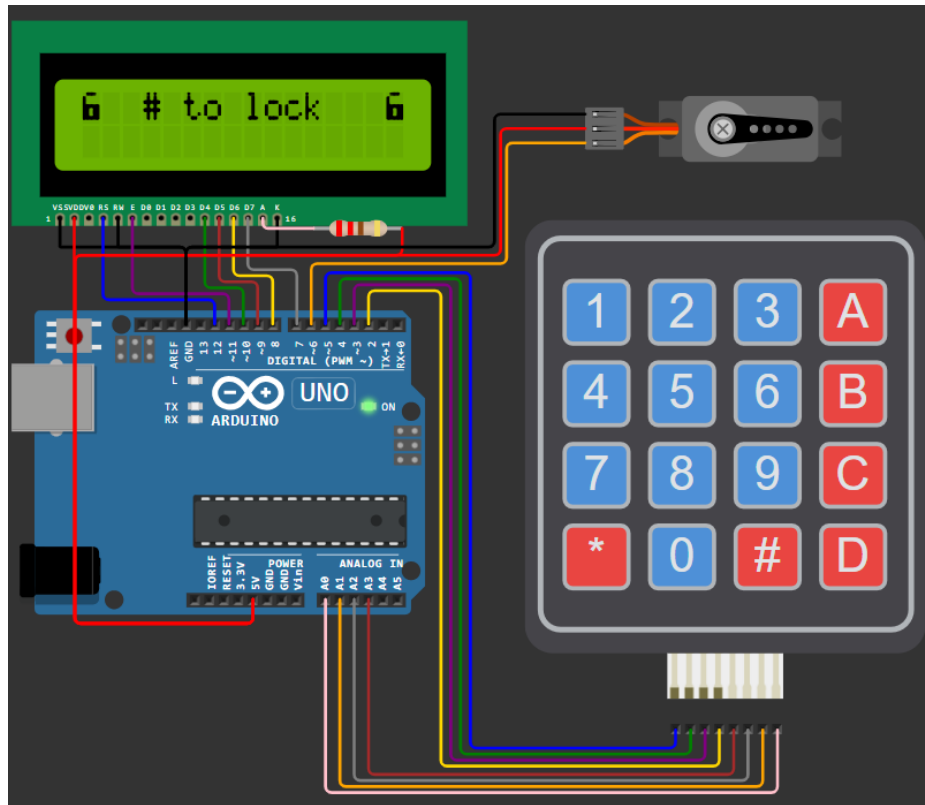 # to lock
VSS VDD V0 RS RW E D0 D1 D2 D3 D4 D5 D6 D7 A K
1 16
AREF GND 13 12 ~11 ~10 ~9 8 7 ~6 ~5 4 ~3 2 TX→1 RX←0
DIGITAL (PWM ~)
L
UNO
TX
RX
ON
ARDUINO
IOREF RESET 3.3V 5V GND GND Vin
POWER
ANALOG IN
A0 A1 A2 A3 A4 A5
1 2 3 A
4 5 6 B
7 8 9 C
* 0 # D